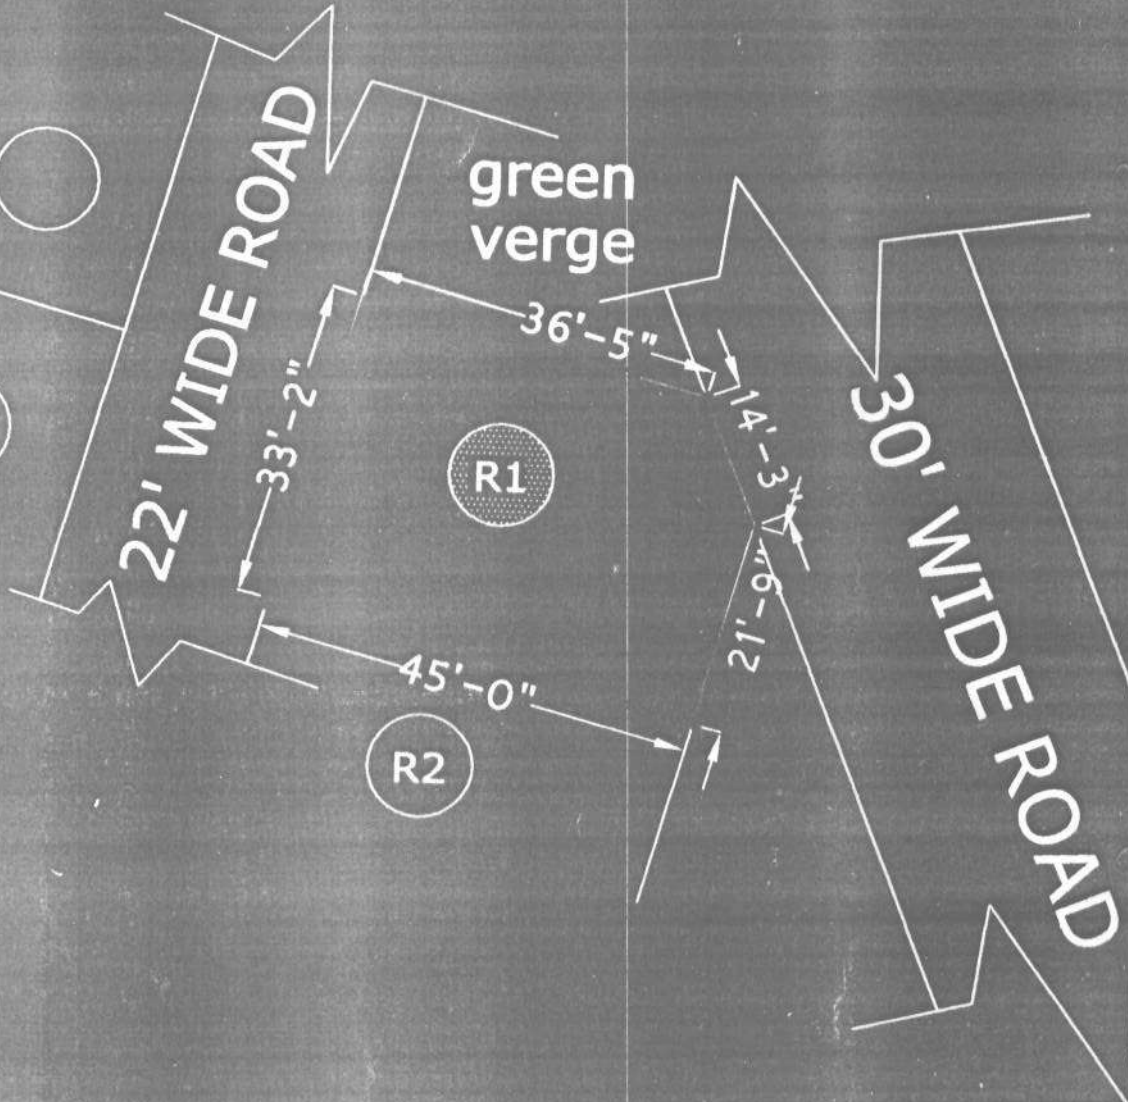 22' WIDE ROAD
green
verge
36'-5"
33'-2"
14'-3"
R1
30' WIDE ROAD
21'-9"
45'-0"
R2